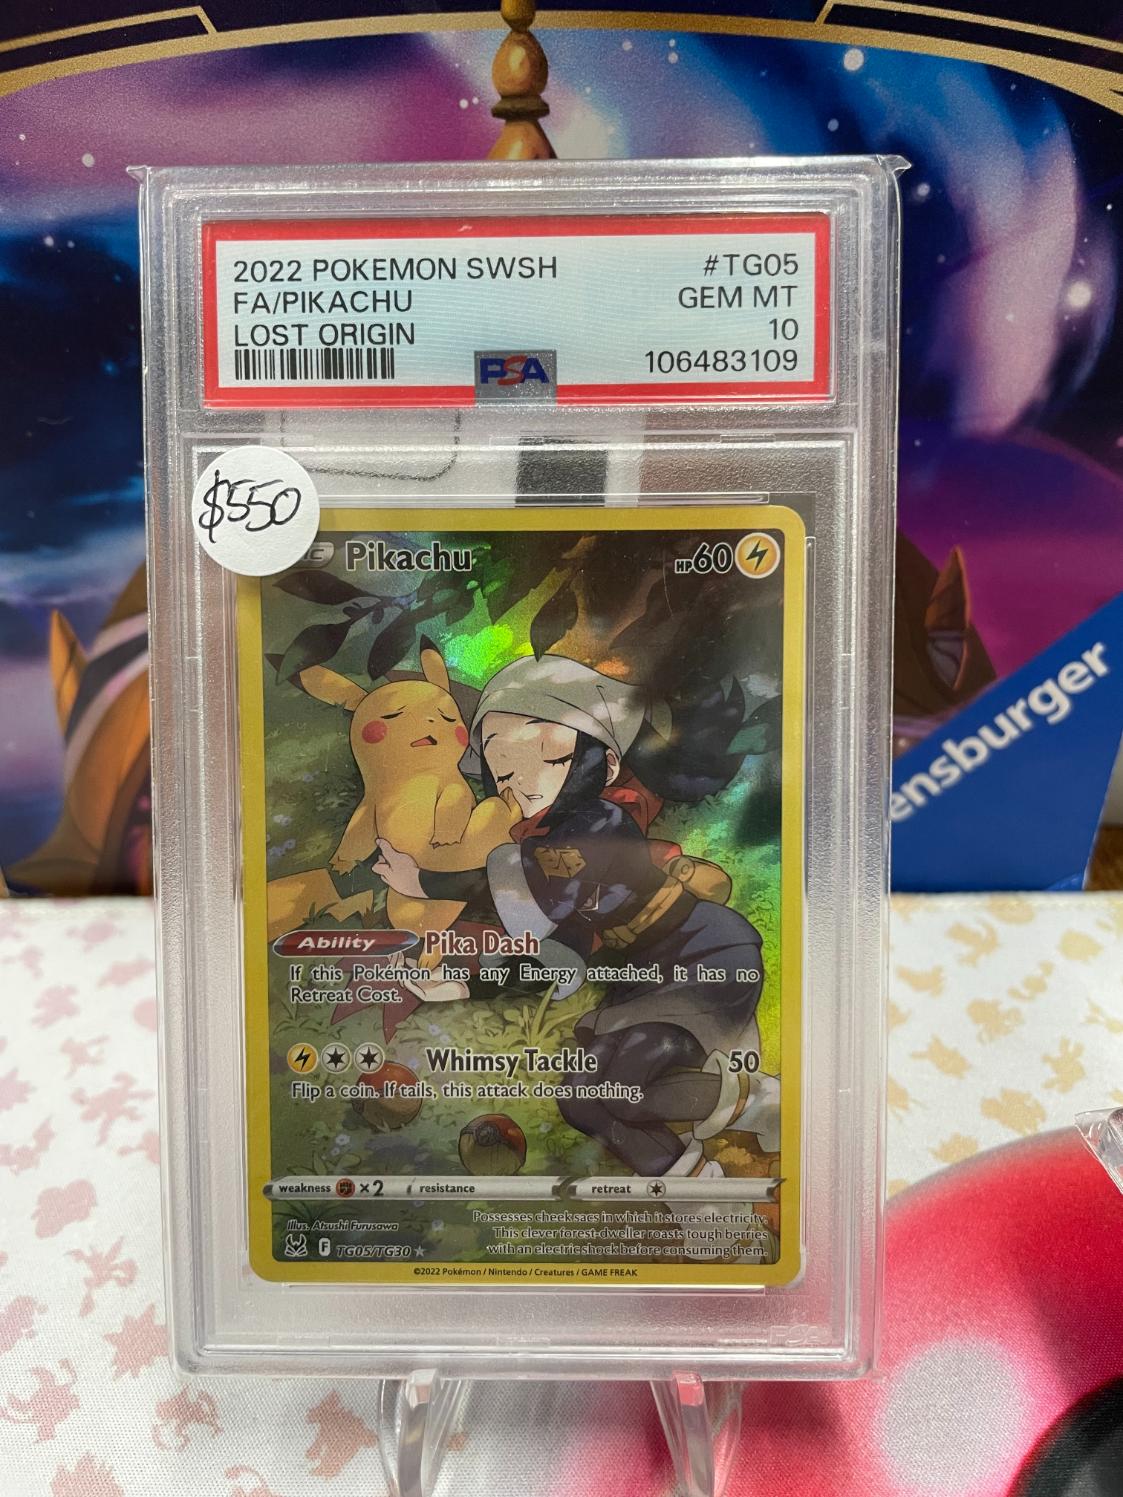 2022 POKEMON SWSH #TG05
FA/PIKACHU GEM MT
LOST ORIGIN 10
PSA 106483109
$550
Pikachu HP60
ensburger
Ability Pika Dash
If this Pokémon has any Energy attached, it has no
Retreat Cost.
Whimsy Tackle 50
Flip a coin. If tails, this attack does nothing.
weakness ×2 resistance retreat
Illus. Atsushi Furusawa
Possesses cheek sacs in which it stores electricity.
This clever forest-dweller roasts tough berries
with an electric shock before consuming them.
F TG05/TG30
©2022 Pokémon / Nintendo / Creatures / GAME FREAK